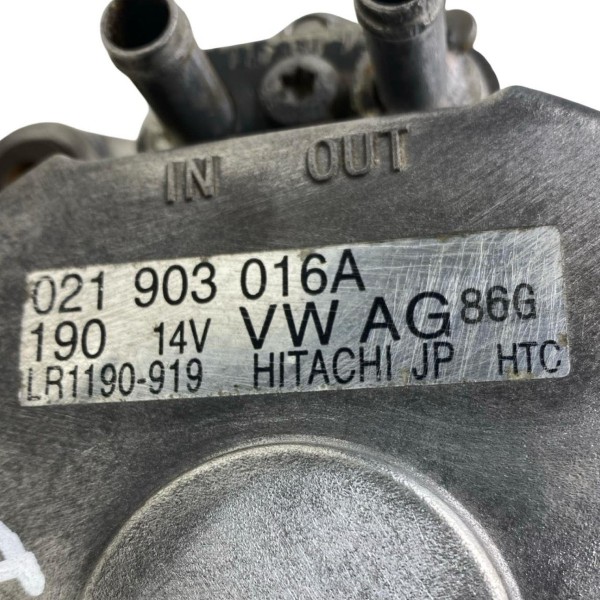 IN OUT
021 903 016A
190 14V VW AG 86G
LR1190-919 HITACHI JP HTC